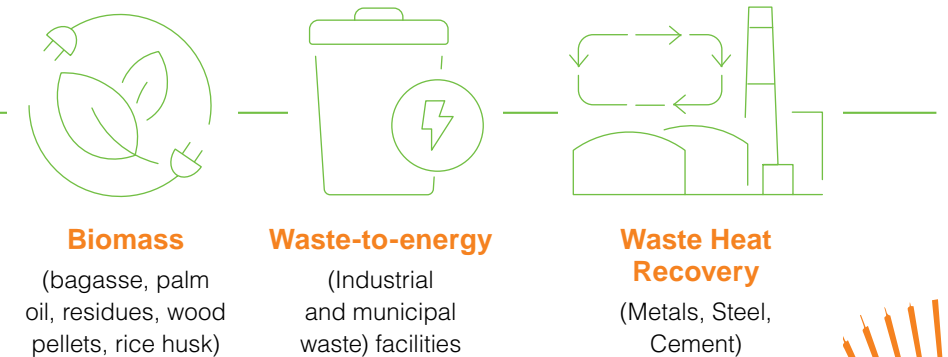 Biomass
(bagasse, palm
oil, residues, wood
pellets, rice husk)
Waste-to-energy
(Industrial
and municipal
waste) facilities
Waste Heat
Recovery
(Metals, Steel,
Cement)